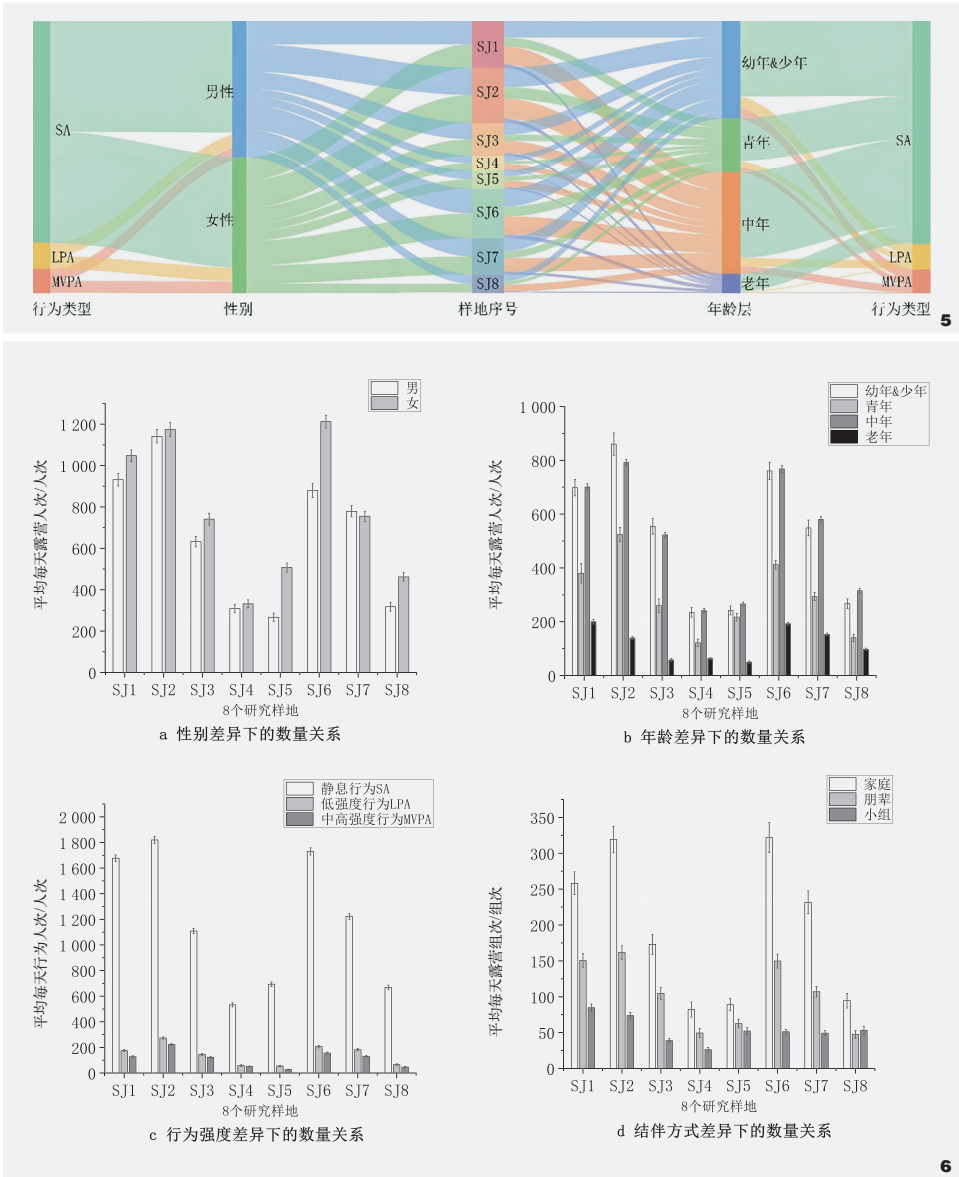 SA
LPA
MVPA
男性
女性
SJ1
SJ2
SJ3
SJ4
SJ5
SJ6
SJ7
SJ8
幼年&少年
青年
中年
老年
SA
LPA
MVPA
行为类型 性别 样地序号 年龄层 行为类型
5
男
女
平均每天露营人次/人次
1 200
1 000
800
600
400
200
0
SJ1 SJ2 SJ3 SJ4 SJ5 SJ6 SJ7 SJ8
8个研究样地
a 性别差异下的数量关系
幼年&少年
青年
中年
老年
平均每天露营人次/人次
1 000
800
600
400
200
0
SJ1 SJ2 SJ3 SJ4 SJ5 SJ6 SJ7 SJ8
8个研究样地
b 年龄差异下的数量关系
静息行为SA
低强度行为LPA
中高强度行为MVPA
平均每天行为人次/人次
2 000
1 800
1 600
1 400
1 200
1 000
800
600
400
200
0
SJ1 SJ2 SJ3 SJ4 SJ5 SJ6 SJ7 SJ8
8个研究样地
c 行为强度差异下的数量关系
家庭
朋辈
小组
平均每天露营组次/组次
350
300
250
200
150
100
50
0
SJ1 SJ2 SJ3 SJ4 SJ5 SJ6 SJ7 SJ8
8个研究样地
d 结伴方式差异下的数量关系
6